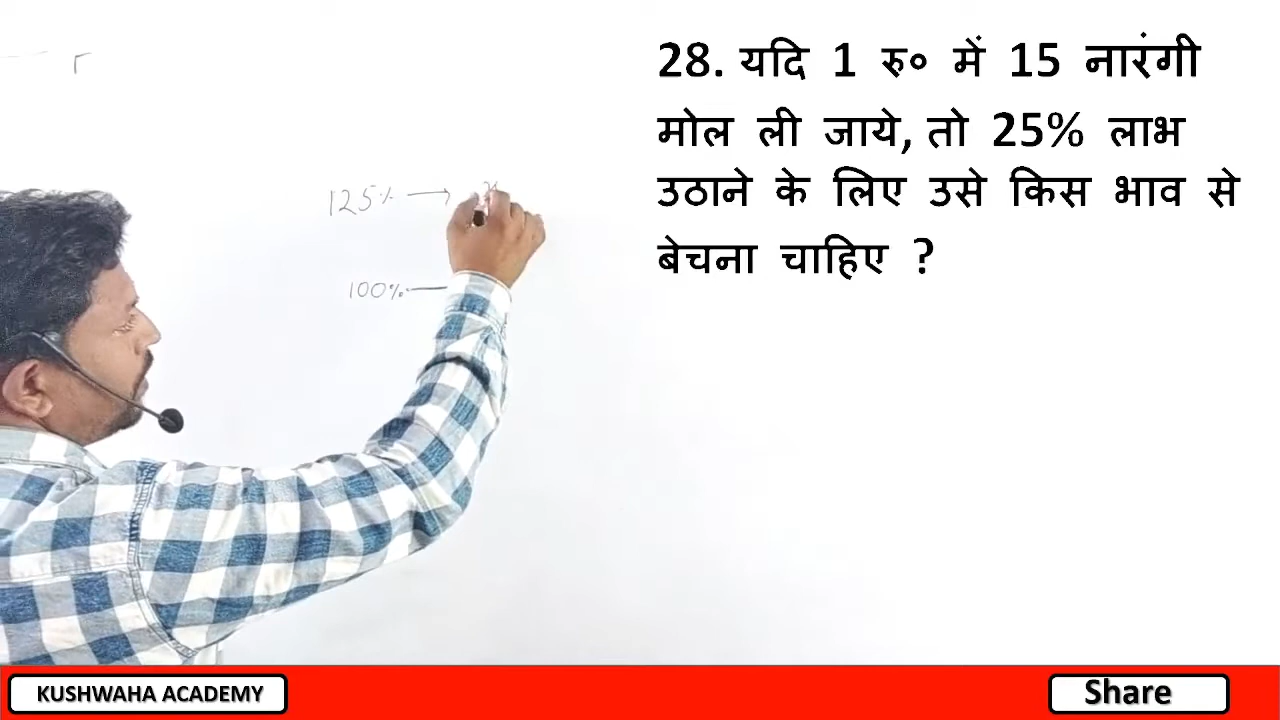 28. यदि 1 रु० में 15 नारंगी
मोल ली जाये, तो 25% लाभ
उठाने के लिए उसे किस भाव से
बेचना चाहिए ?
125% →
100% —
KUSHWAHA ACADEMY
Share